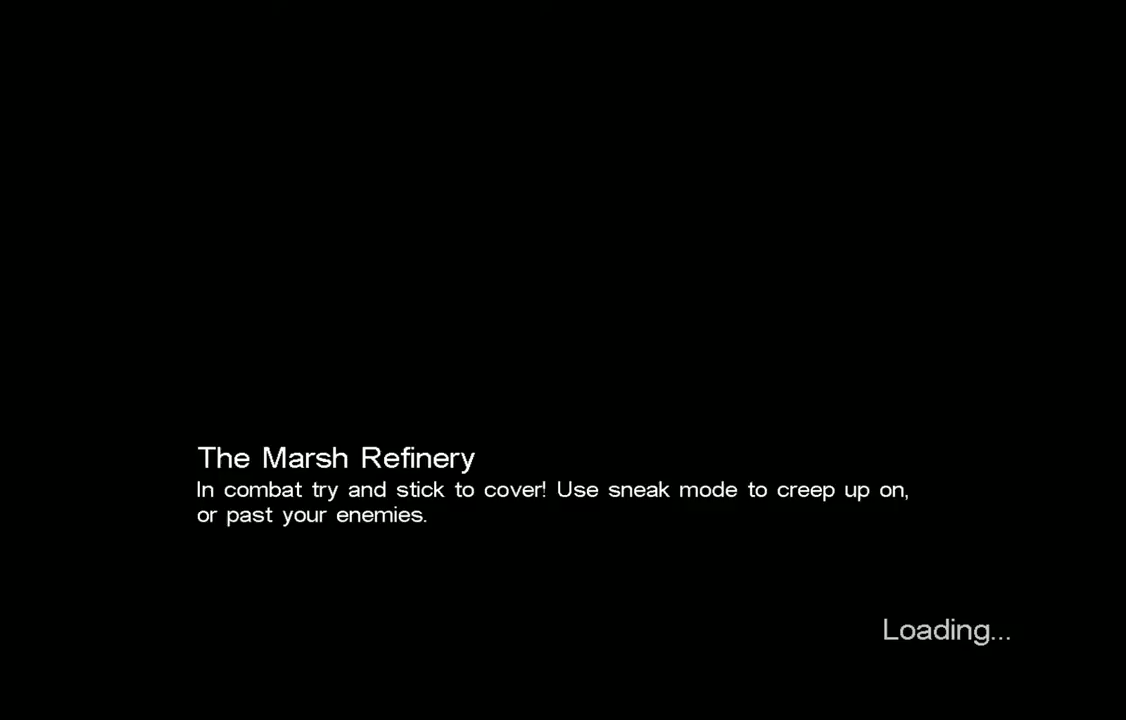 The Marsh Refinery
In combat try and stick to cover! Use sneak mode to creep up on,
or past your enemies.
Loading...